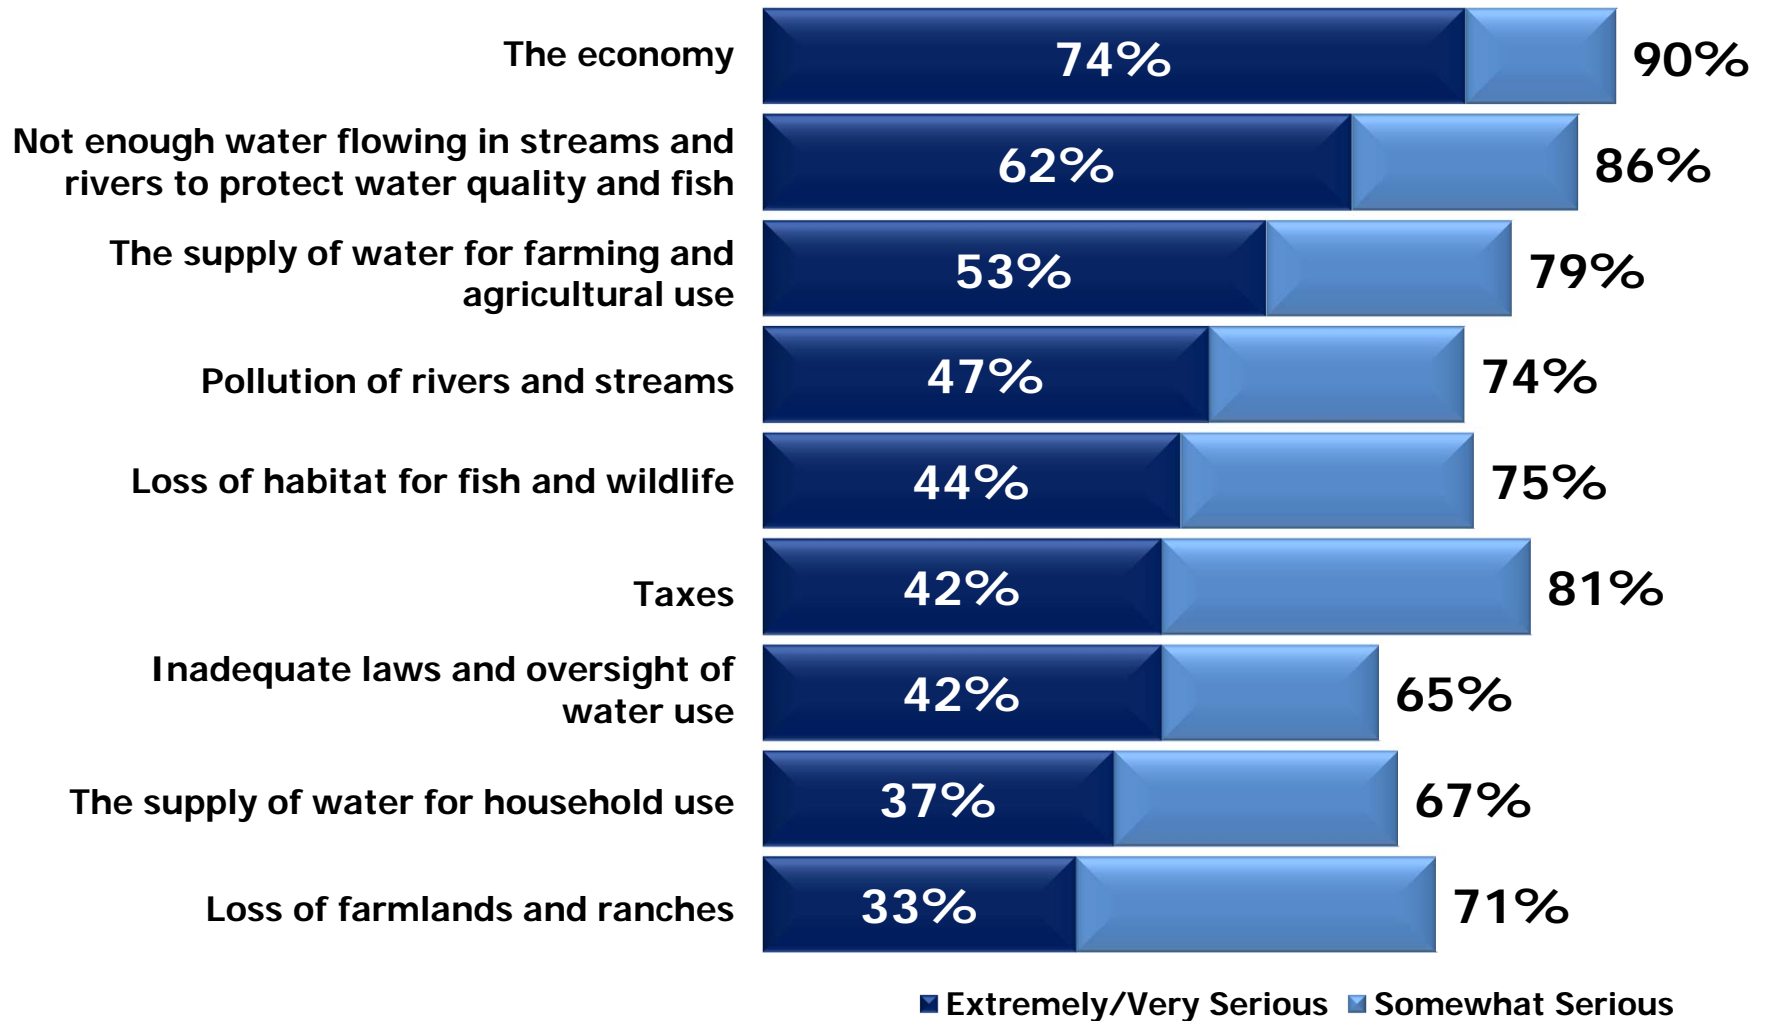 The economy
74%
90%
Not enough water flowing in streams and
rivers to protect water quality and fish
62%
86%
The supply of water for farming and
agricultural use
53%
79%
Pollution of rivers and streams
47%
74%
Loss of habitat for fish and wildlife
44%
75%
Taxes
42%
81%
Inadequate laws and oversight of
water use
42%
65%
The supply of water for household use
37%
67%
Loss of farmlands and ranches
33%
71%
Extremely/Very Serious
Somewhat Serious